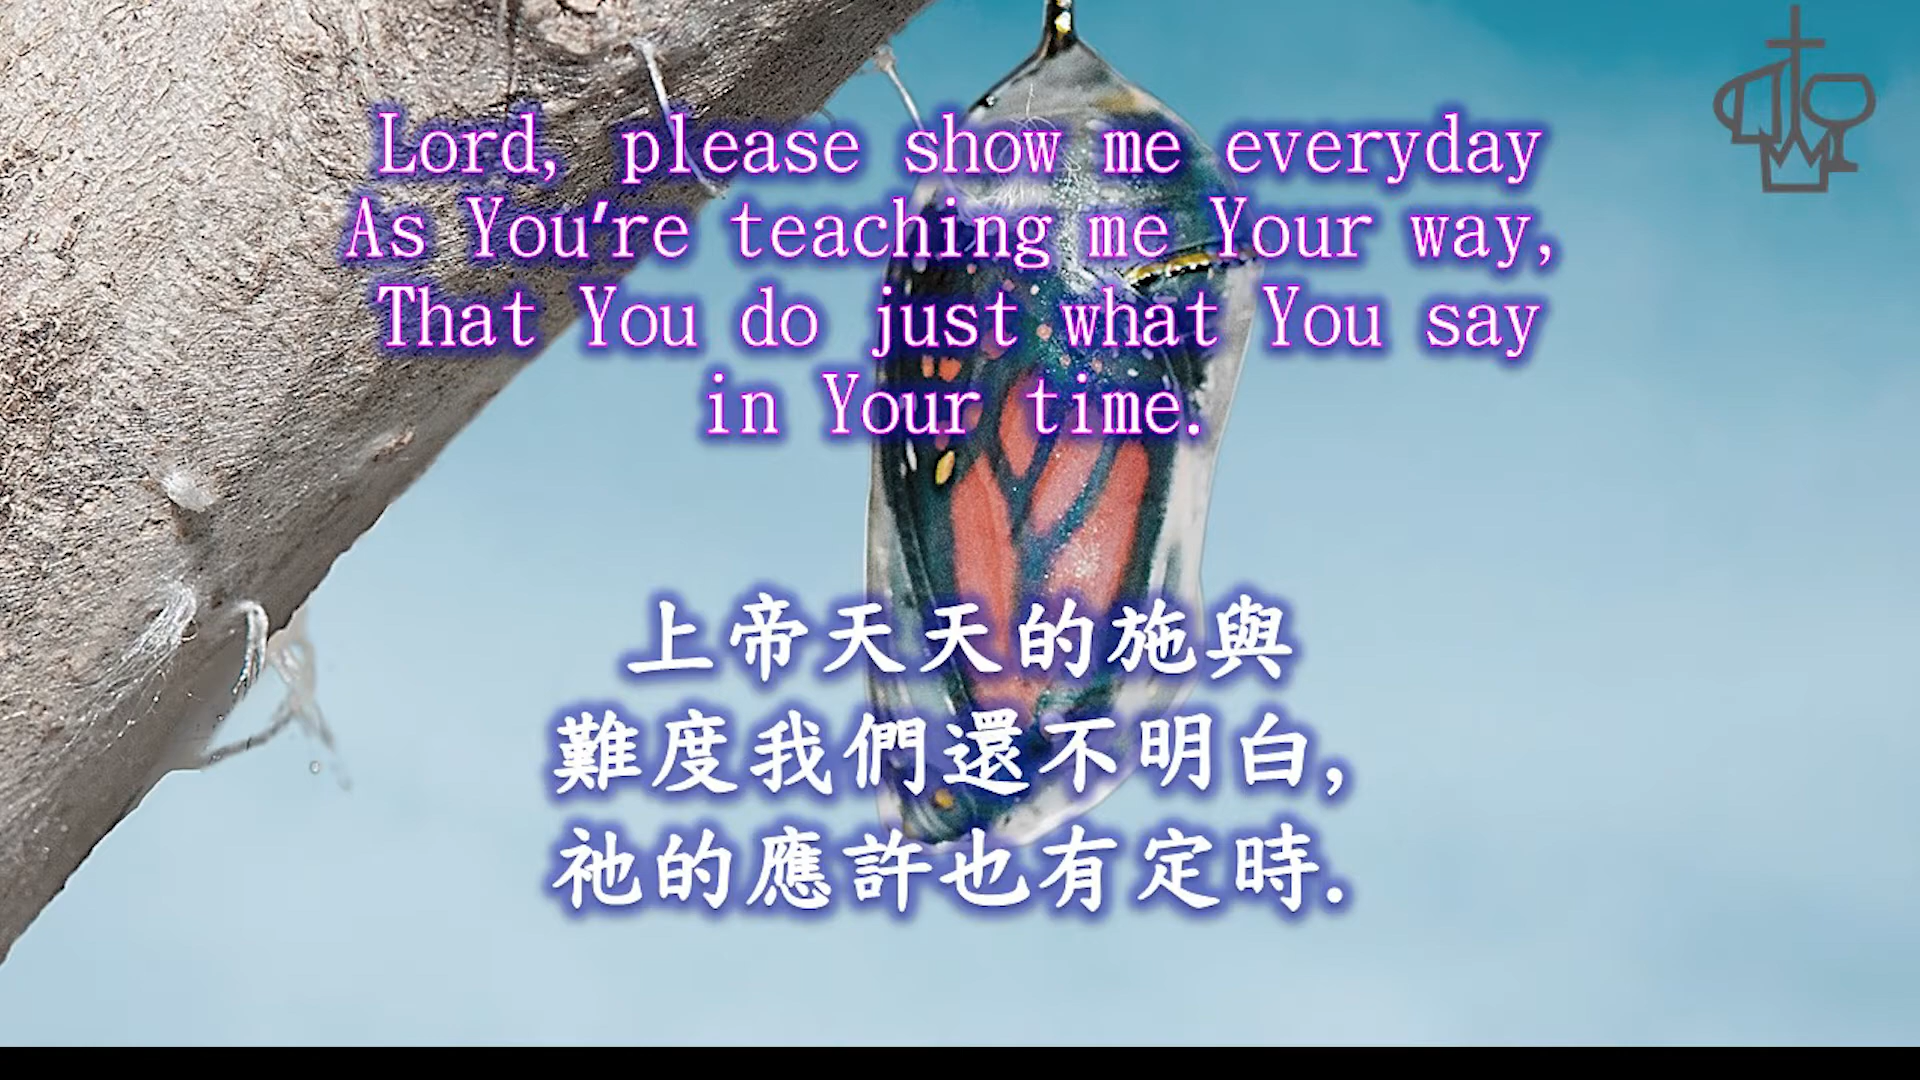 Lord, please show me everyday
As You're teaching me Your way,
That You do just what You say
in Your time.
上帝天天的施與
難度我們還不明白,
祂的應許也有定時.